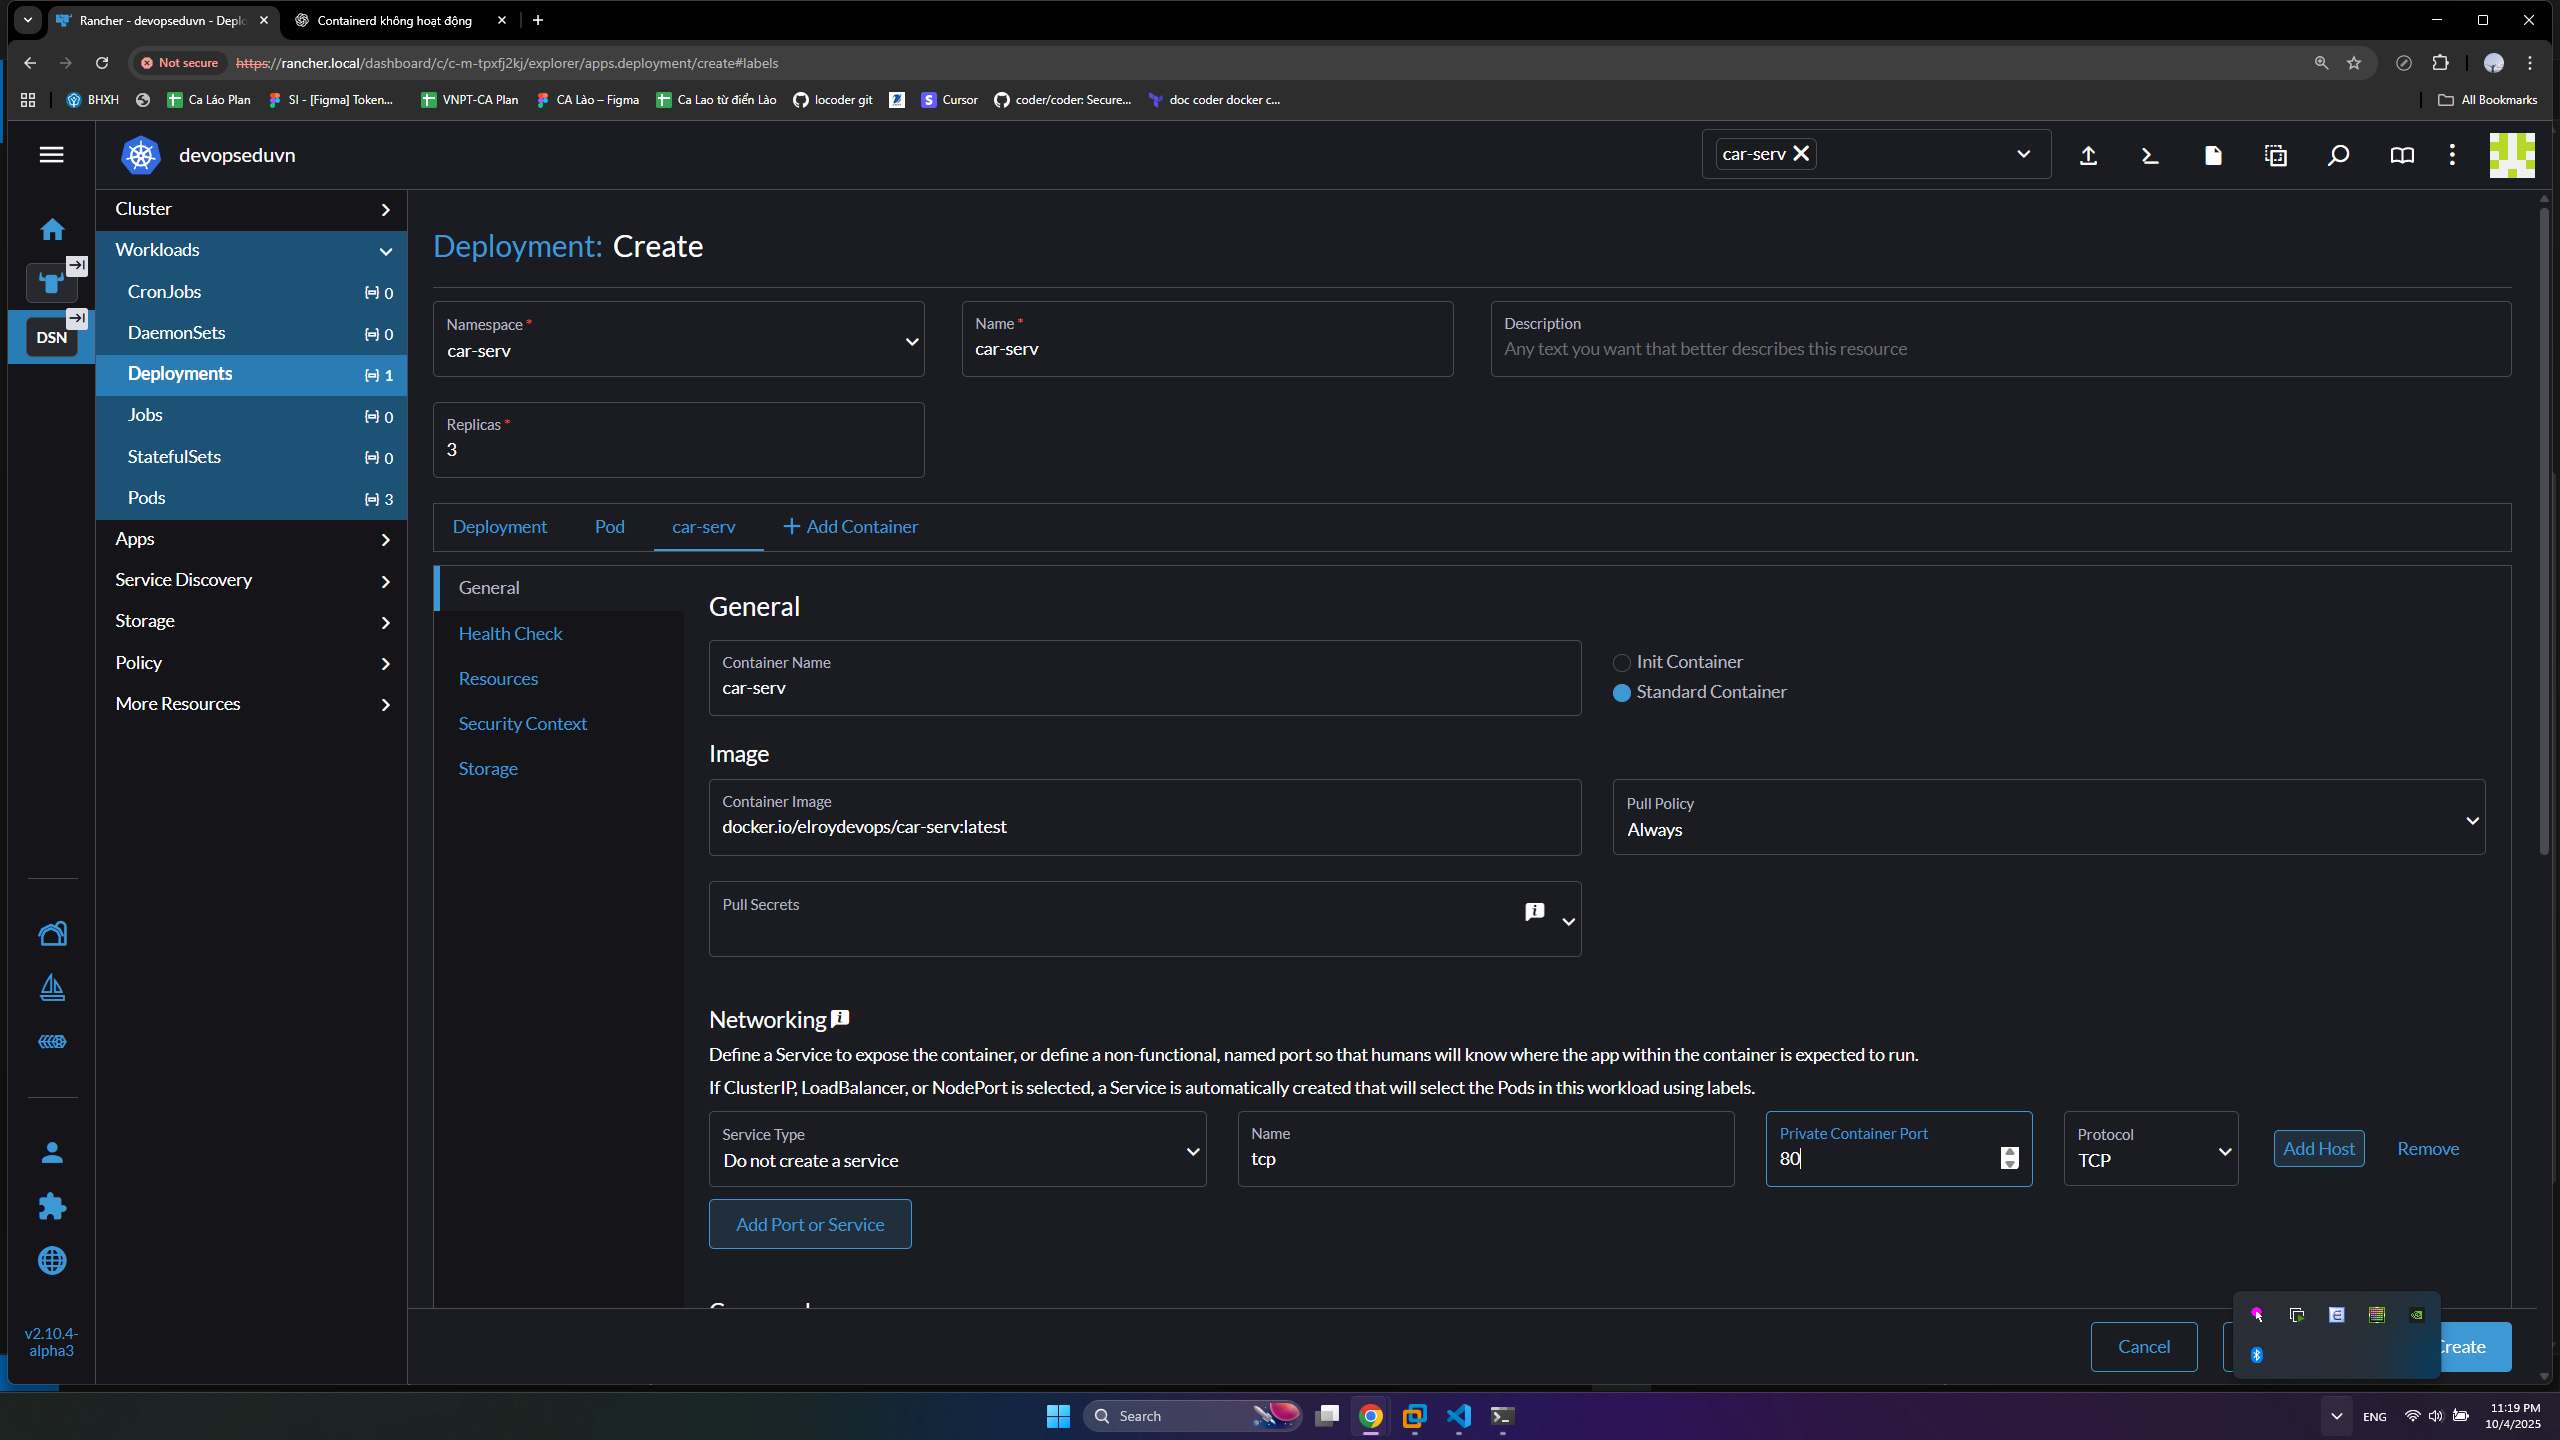 Rancher - devopseduvn - Deplo
Containerd không hoạt động
Not secure
https://rancher.local/dashboard/c/c-m-tpxfj2kj/explorer/apps.deployment/create#labels
BHXH
Ca Láo Plan
SI - [Figma] Token...
VNPT-CA Plan
CA Lào – Figma
Ca Lao từ điển Lào
locoder git
Cursor
coder/coder: Secure...
doc coder docker c...
All Bookmarks
devopseduvn
car-serv
Cluster
Workloads
CronJobs 0
DaemonSets 0
Deployments 1
Jobs 0
StatefulSets 0
Pods 3
Apps
Service Discovery
Storage
Policy
More Resources
DSN
v2.10.4-
alpha3
Deployment: Create
Namespace *
car-serv
Name *
car-serv
Description
Any text you want that better describes this resource
Replicas *
3
Deployment
Pod
car-serv
+ Add Container
General
Health Check
Resources
Security Context
Storage
General
Container Name
car-serv
Init Container
Standard Container
Image
Container Image
docker.io/elroydevops/car-serv:latest
Pull Policy
Always
Pull Secrets
Networking
Define a Service to expose the container, or define a non-functional, named port so that humans will know where the app within the container is expected to run.
If ClusterIP, LoadBalancer, or NodePort is selected, a Service is automatically created that will select the Pods in this workload using labels.
Service Type
Do not create a service
Name
tcp
Private Container Port
80
Protocol
TCP
Add Host
Remove
Add Port or Service
Cancel
Create
Search
ENG
11:19 PM
10/4/2025